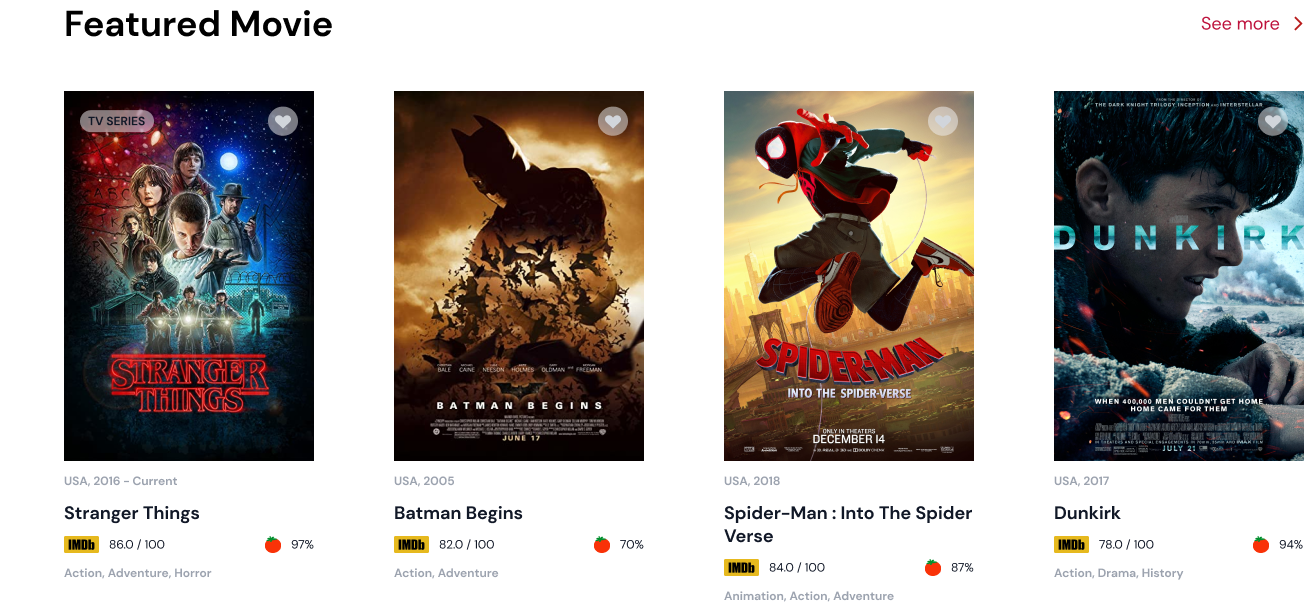 Featured Movie
See more
TV SERIES
STRANGER
THINGS
USA, 2016 - Current
Stranger Things
IMDb 86.0 / 100 97%
Action, Adventure, Horror
BALE CAINE NEESON HOLMES OLDMAN AND FREEMAN
BATMAN BEGINS
JUNE 17
USA, 2005
Batman Begins
IMDb 82.0 / 100 70%
Action, Adventure
SPIDER-MAN
INTO THE SPIDER-VERSE
ONLY IN THEATERS
DECEMBER 14
USA, 2018
Spider-Man : Into The Spider
Verse
IMDb 84.0 / 100 87%
Animation, Action, Adventure
FROM THE DIRECTOR OF
THE DARK KNIGHT TRILOGY, INCEPTION AND INTERSTELLAR
DUNKIRK
WHEN 400,000 MEN COULDN'T GET HOME
HOME CAME FOR THEM
JULY 21
USA, 2017
Dunkirk
IMDb 78.0 / 100 94%
Action, Drama, History